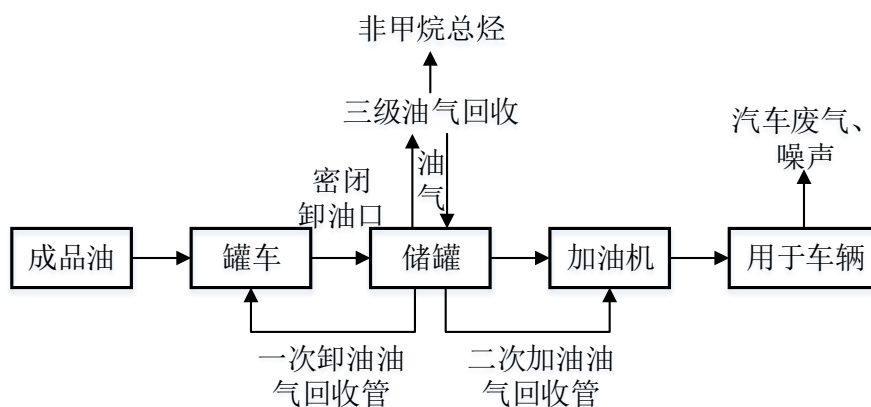 非甲烷总烃
三级油气回收
汽车废气、
噪声
油
气
密闭
卸油口
成品油
罐车
储罐
加油机
用于车辆
一次卸油油
气回收管
二次加油油
气回收管